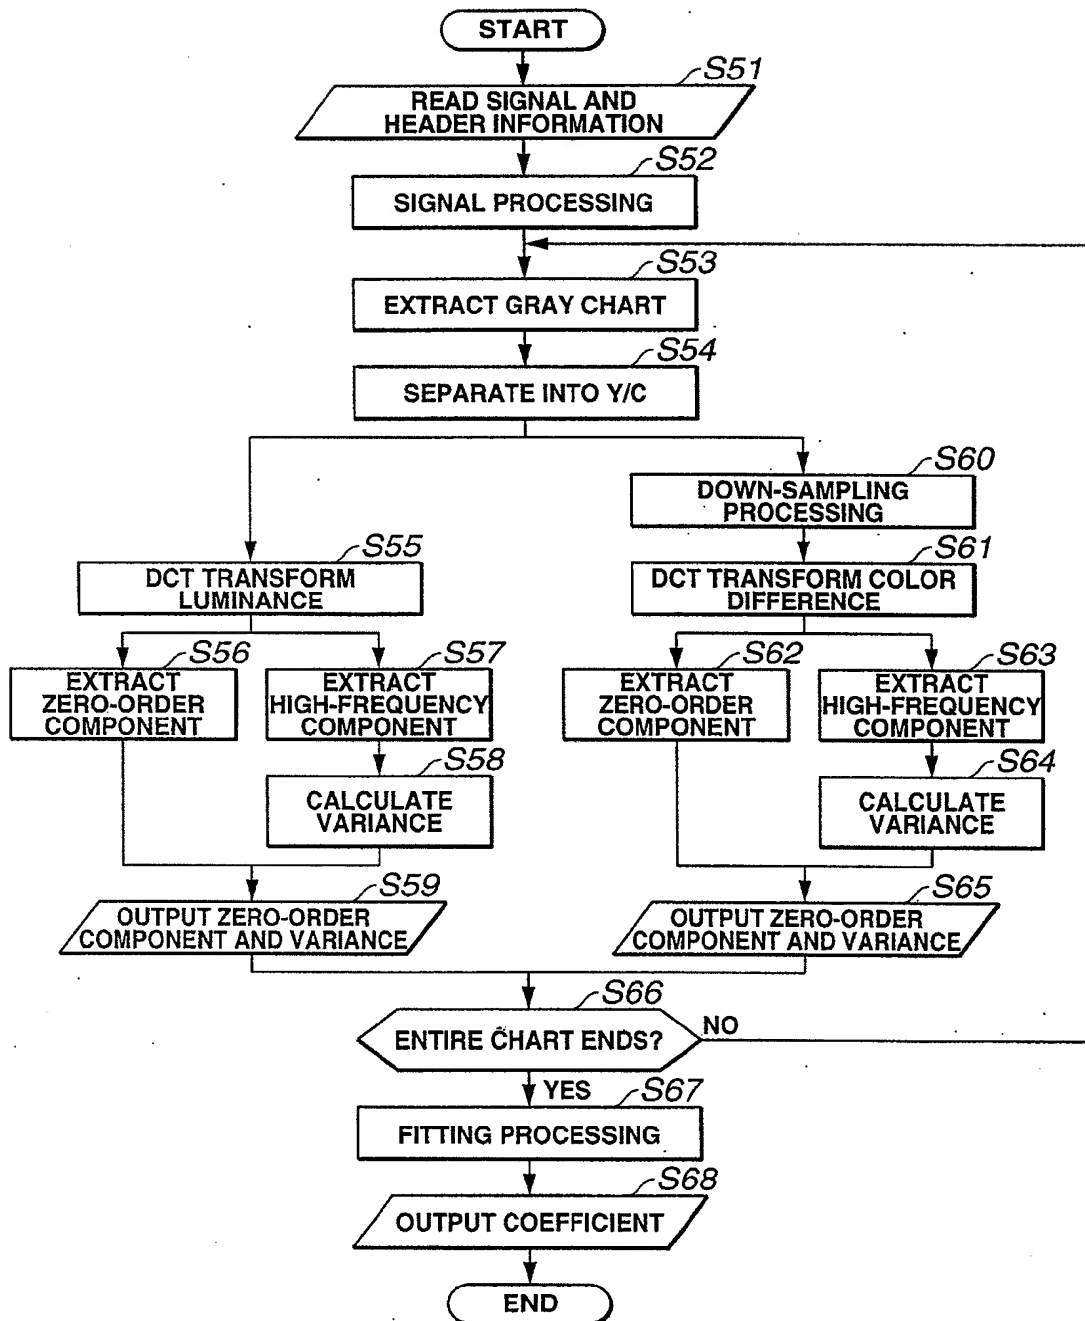 START
S51
READ SIGNAL AND
HEADER INFORMATION
S52
SIGNAL PROCESSING
S53
EXTRACT GRAY CHART
S54
SEPARATE INTO Y/C
S60
DOWN-SAMPLING
PROCESSING
S55
DCT TRANSFORM
LUMINANCE
S61
DCT TRANSFORM COLOR
DIFFERENCE
S56
EXTRACT
ZERO-ORDER
COMPONENT
S57
EXTRACT
HIGH-FREQUENCY
COMPONENT
S62
EXTRACT
ZERO-ORDER
COMPONENT
S63
EXTRACT
HIGH-FREQUENCY
COMPONENT
S58
CALCULATE
VARIANCE
S64
CALCULATE
VARIANCE
S59
OUTPUT ZERO-ORDER
COMPONENT AND VARIANCE
S65
OUTPUT ZERO-ORDER
COMPONENT AND VARIANCE
S66
ENTIRE CHART ENDS?
NO
YES
S67
FITTING PROCESSING
S68
OUTPUT COEFFICIENT
END